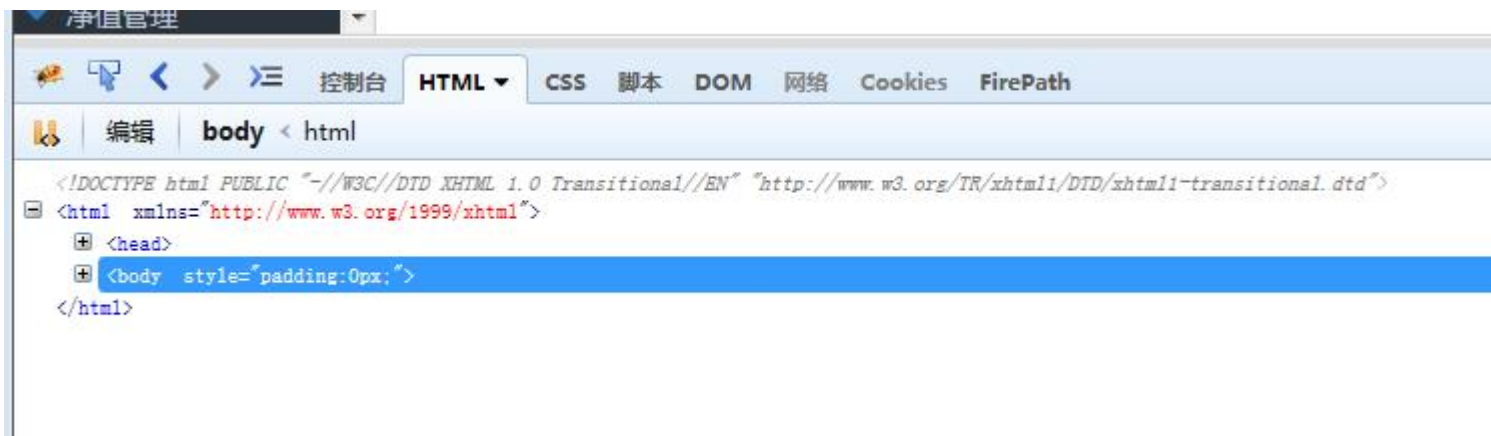 净值管理
控制台 HTML CSS 脚本 DOM 网络 Cookies FirePath
编辑 body < html
<!DOCTYPE html PUBLIC "-//W3C//DTD XHTML 1.0 Transitional//EN" "http://www.w3.org/TR/xhtml1/DTD/xhtml1-transitional.dtd">
<html xmlns="http://www.w3.org/1999/xhtml">
<head>
<body style="padding:0px;">
</html>